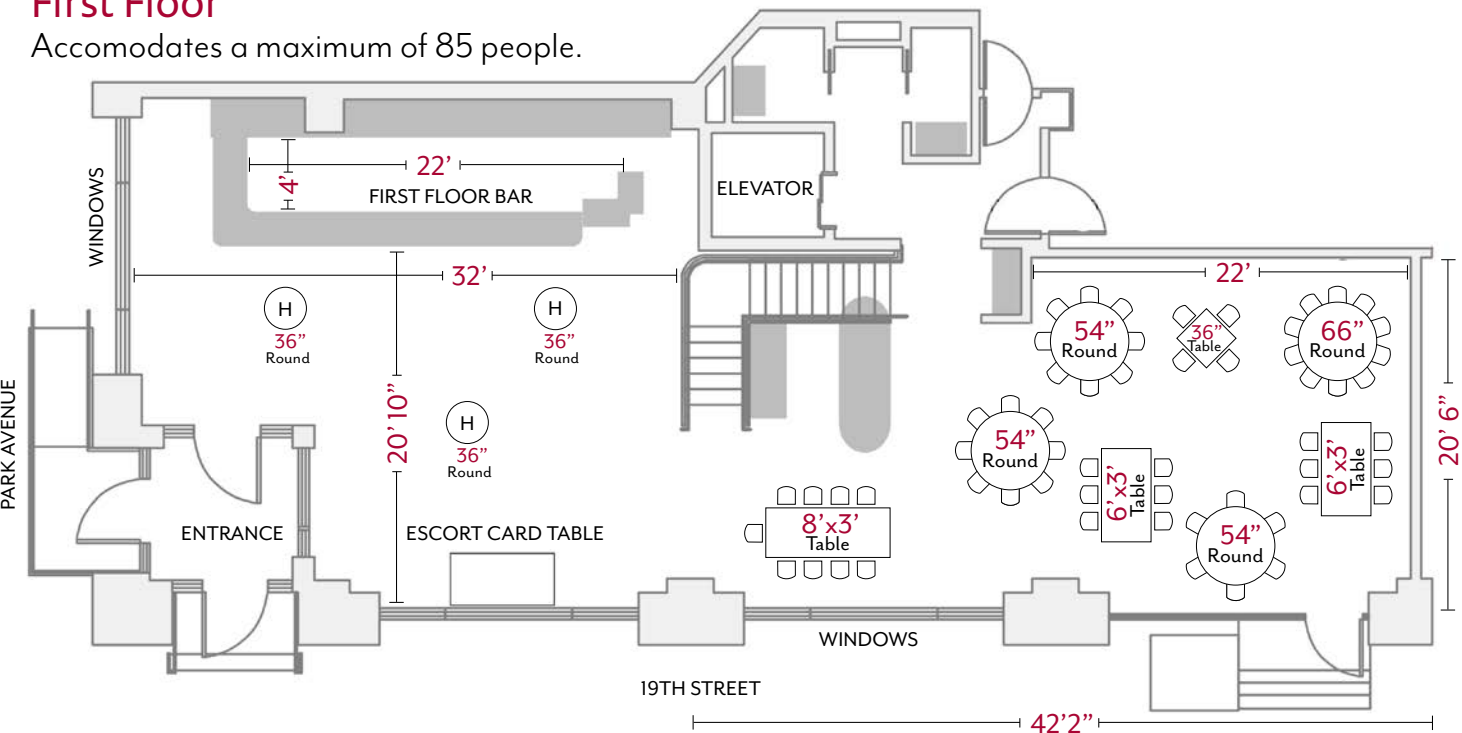 First Floor
Accomodates a maximum of 85 people.
WINDOWS
22'
4'
FIRST FLOOR BAR
ELEVATOR
32'
22'
H
36”
Round
H
36”
Round
54”
Round
36”
Table
66”
Round
PARK AVENUE
20' 10”
H
36”
Round
54”
Round
6'x3'
Table
6'x3'
Table
20' 6”
ENTRANCE
ESCORT CARD TABLE
8'x3'
Table
54”
Round
WINDOWS
19TH STREET
42'2”